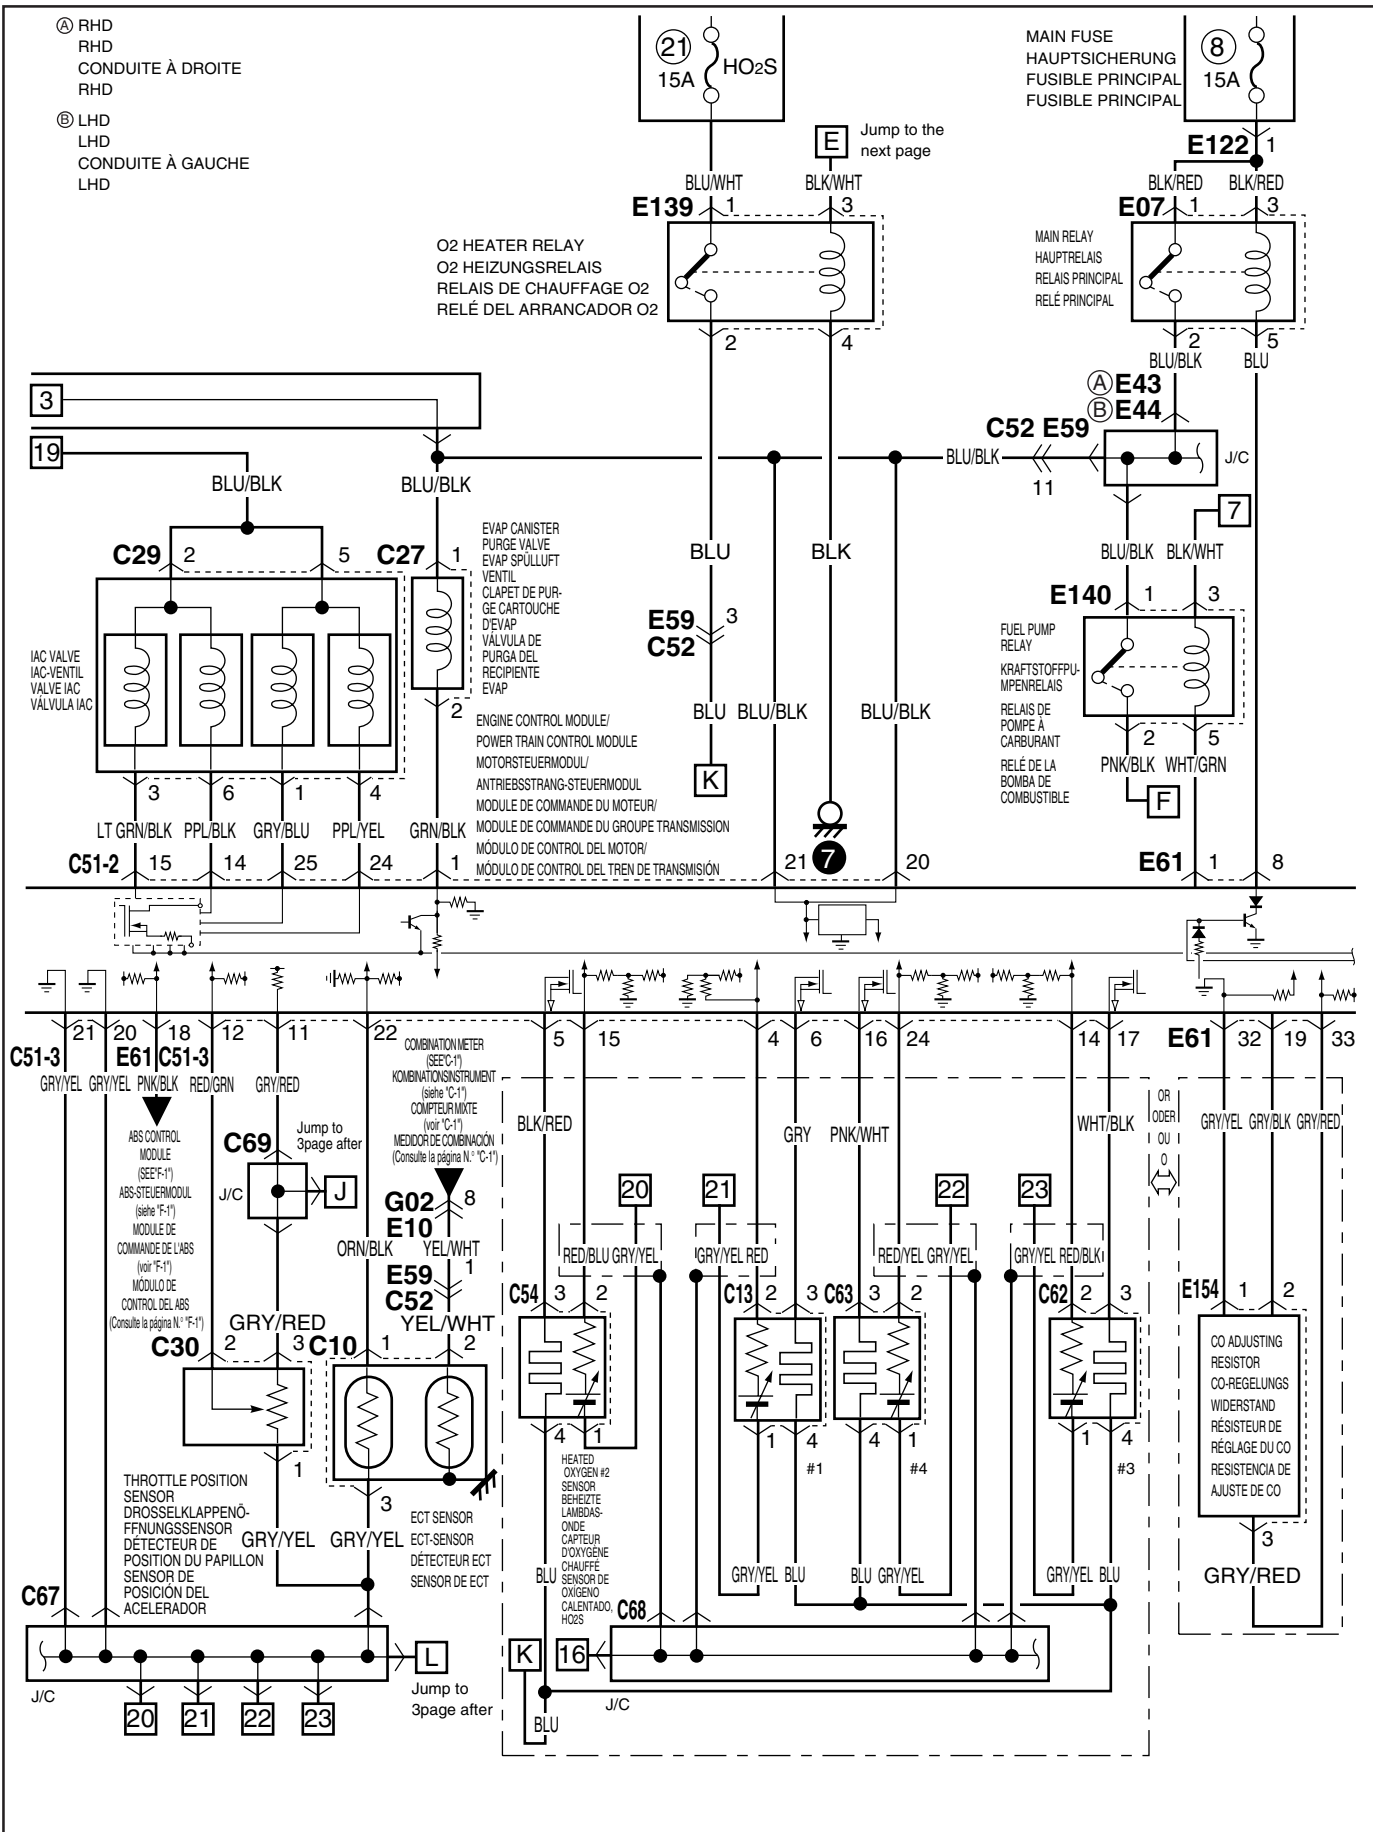 Ⓐ RHD
RHD
CONDUITE À DROITE
RHD
Ⓑ LHD
LHD
CONDUITE À GAUCHE
LHD
21
15A
HO2S
MAIN FUSE
HAUPTSICHERUNG
FUSIBLE PRINCIPAL
FUSIBLE PRINCIPAL
8
15A
E
Jump to the
next page
E122 1
BLU/WHT BLK/WHT BLK/RED BLK/RED
E139 1 3 E07 1 3
O2 HEATER RELAY
O2 HEIZUNGSRELAIS
RELAIS DE CHAUFFAGE O2
RELÉ DEL ARRANCADOR O2
MAIN RELAY
HAUPTRELAIS
RELAIS PRINCIPAL
RELÉ PRINCIPAL
2 4 2 5
BLU/BLK BLU
Ⓐ E43
Ⓑ E44
3
19
C52 E59
BLU/BLK
11
J/C
BLU/BLK BLU/BLK
7
C29 2 5 C27 1
EVAP CANISTER
PURGE VALVE
EVAP SPÜLLUFT
VENTIL
CLAPET DE PUR-
GE CARTOUCHE
D'EVAP
VÁLVULA DE
PURGA DEL
RECIPIENTE
EVAP
BLU BLK BLU/BLK BLK/WHT
E140 1 3
E59 3
C52
FUEL PUMP
RELAY
KRAFTSTOFFPU-
MPENRELAIS
RELAIS DE
POMPE À
CARBURANT
RELÉ DE LA
BOMBA DE
COMBUSTIBLE
IAC VALVE
IAC-VENTIL
VALVE IAC
VÁLVULA IAC
2
BLU BLU/BLK BLU/BLK
2 5
PNK/BLK WHT/GRN
F
K
7
ENGINE CONTROL MODULE/
POWER TRAIN CONTROL MODULE
MOTORSTEUERMODUL/
ANTRIEBSSTRANG-STEUERMODUL
MODULE DE COMMANDE DU MOTEUR/
MODULE DE COMMANDE DU GROUPE TRANSMISSION
MÓDULO DE CONTROL DEL MOTOR/
MÓDULO DE CONTROL DEL TREN DE TRANSMISIÓN
3 6 1 4
LT GRN/BLK PPL/BLK GRY/BLU PPL/YEL GRN/BLK
C51-2 15 14 25 24 1 21 20 E61 1 8
21 20 18 12 11 22 5 15 4 6 16 24 14 17 E61 32 19 33
C51-3 E61 C51-3
GRY/YEL GRY/YEL PNK/BLK RED/GRN GRY/RED
ABS CONTROL
MODULE
(SEE"F-1")
ABS-STEUERMODUL
(siehe "F-1")
MODULE DE
COMMANDE DE L'ABS
(voir "F-1")
MÓDULO DE
CONTROL DEL ABS
(Consulte la página N.° "F-1")
C69
Jump to
3page after
J/C
J
COMBINATION METER
(SEE"C-1")
KOMBINATIONSINSTRUMENT
(siehe "C-1")
COMPTEUR MIXTE
(voir "C-1")
MEDIDOR DE COMBINACIÓN
(Consulte la página N.° "C-1")
G02 8
E10
ORN/BLK YEL/WHT
E59 1
C52
GRY/RED YEL/WHT
C30 2 3 C10 1 2
BLK/RED GRY PNK/WHT WHT/BLK
OR
ODER
OU
O
GRY/YEL GRY/BLK GRY/RED
20 21 22 23
RED/BLU GRY/YEL GRY/YEL RED RED/YEL GRY/YEL GRY/YEL RED/BLK
C54 3 2 C13 2 3 C63 3 2 C62 2 3 E154 1 2
CO ADJUSTING
RESISTOR
CO-REGELUNGS
WIDERSTAND
RÉSISTEUR DE
RÉGLAGE DU CO
RESISTENCIA DE
AJUSTE DE CO
4 1 1 4 4 1 1 4
#1 #4 #3
1
3
THROTTLE POSITION
SENSOR
DROSSELKLAPPENÖ-
FFNUNGSSENSOR
DÉTECTEUR DE
POSITION DU PAPILLON
SENSOR DE
POSICIÓN DEL
ACELERADOR
GRY/YEL GRY/YEL
ECT SENSOR
ECT-SENSOR
DÉTECTEUR ECT
SENSOR DE ECT
HEATED
OXYGEN #2
SENSOR
BEHEIZTE
LAMBDAS-
ONDE
CAPTEUR
D'OXYGÈNE
CHAUFFÉ
SENSOR DE
OXÍGENO
CALENTADO,
HO2S
BLU GRY/YEL BLU BLU GRY/YEL GRY/YEL BLU
3
GRY/RED
C67
C68
L
K
16
J/C
Jump to
3page after
J/C
20 21 22 23
BLU